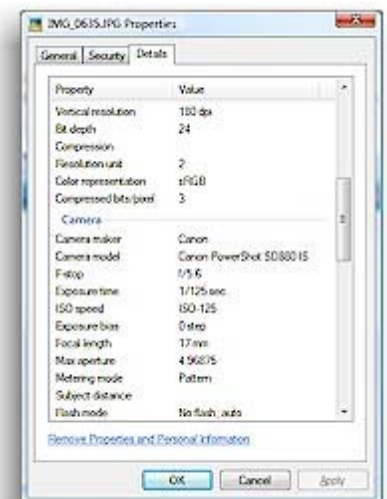 IMG_0635.JPG Properties
General Security Details
Property Value
Vertical resolution 180 dpi
Bit depth 24
Compression
Resolution unit 2
Color representation sRGB
Compressed bits/pixel 3
Camera
Camera maker Canon
Camera model Canon PowerShot SD880 IS
F-stop f/5.6
Exposure time 1/125 sec.
ISO speed ISO-125
Exposure bias 0 step
Focal length 17 mm
Max aperture 4.96875
Metering mode Pattern
Subject distance
Flash mode No flash, auto
Remove Properties and Personal Information
OK Cancel Apply